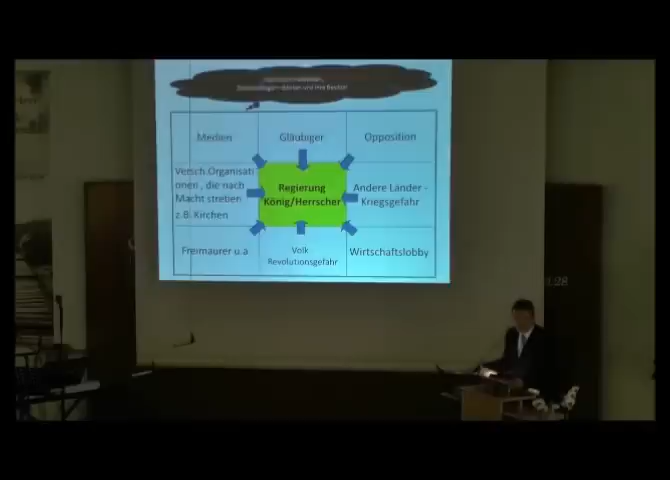 Medien
Gläubiger
Opposition
Versch.Organisati
onen , die nach
Macht streben
z.B. Kirchen
Regierung
König/Herrscher
Andere Länder -
Kriegsgefahr
Freimaurer u.a
Volk
Revolutionsgefahr
Wirtschaftslobby